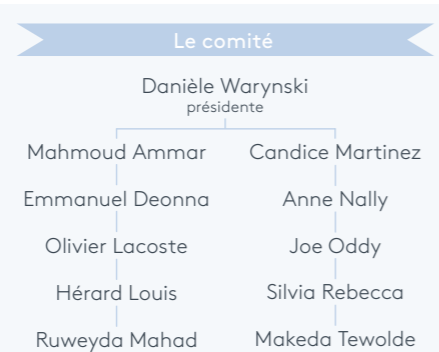 Le comité
Danièle Warynski
présidente
Mahmoud Ammar
Candice Martinez
Emmanuel Deonna
Anne Nally
Olivier Lacoste
Joe Oddy
Hérard Louis
Silvia Rebecca
Ruweyda Mahad
Makeda Tewolde